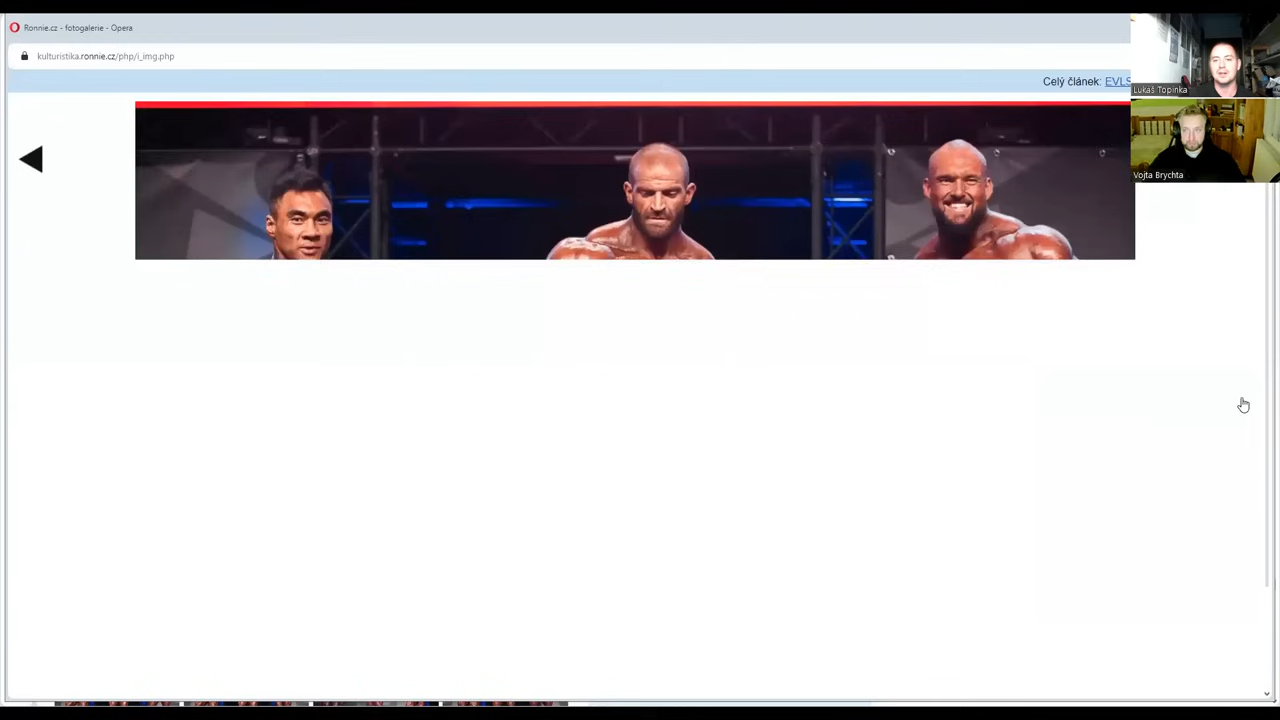 Ronnie.cz - fotogalerie - Opera
kulturistika.ronnie.cz/php/i_img.php
Celý článek: EVLS
Lukáš Topinka
Vojta Brychta